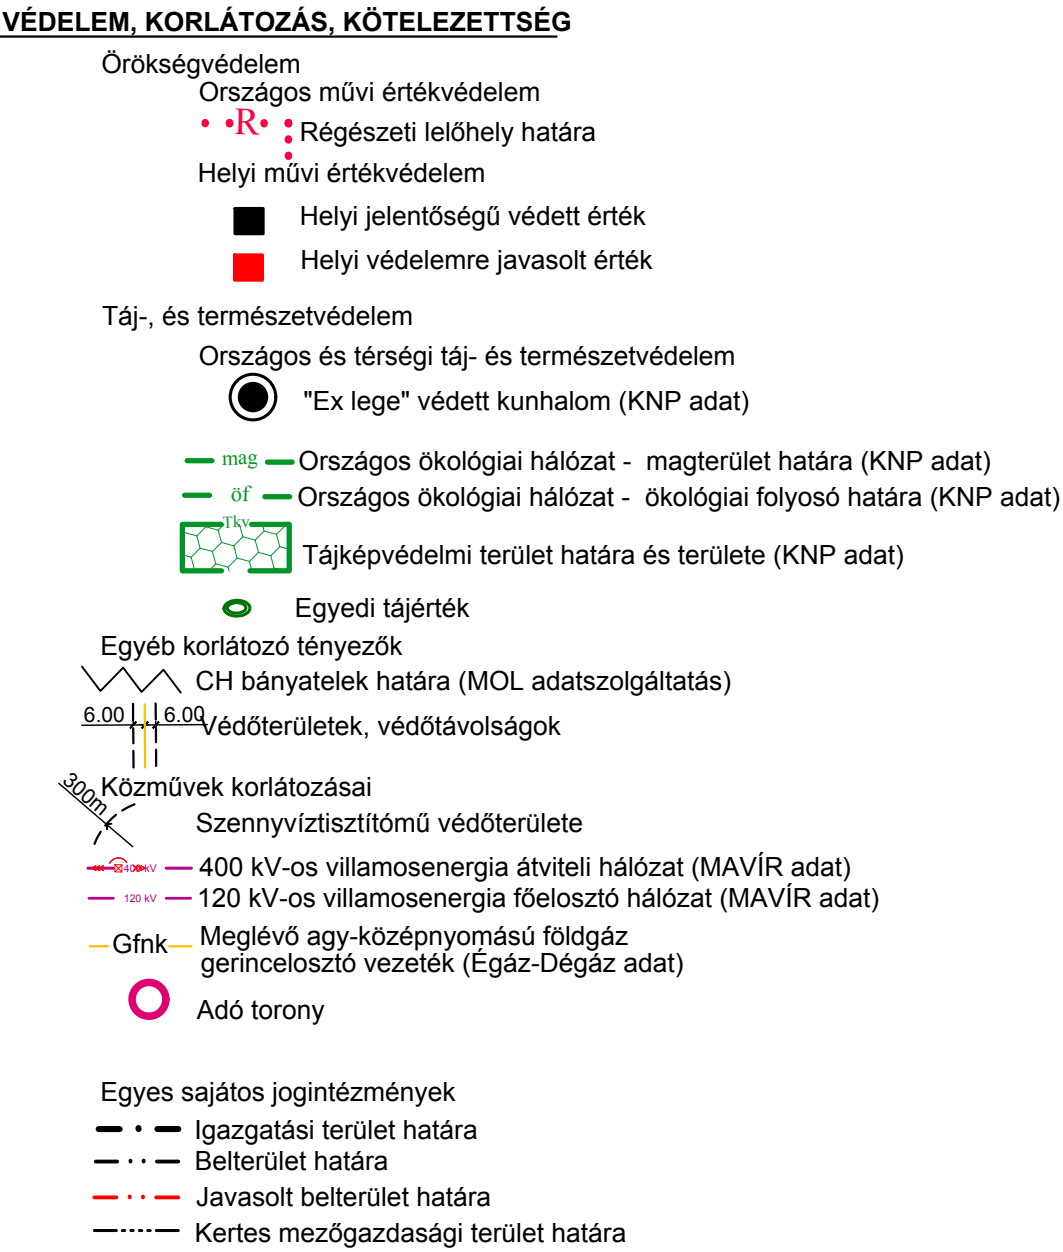 VÉDELEM, KORLÁTOZÁS, KÖTELEZETTSÉG
Örökségvédelem
Országos művi értékvédelem
R Régészeti lelőhely határa
Helyi művi értékvédelem
Helyi jelentőségű védett érték
Helyi védelemre javasolt érték
Táj-, és természetvédelem
Országos és térségi táj- és természetvédelem
"Ex lege" védett kunhalom (KNP adat)
mag Országos ökológiai hálózat - magterület határa (KNP adat)
öf Országos ökológiai hálózat - ökológiai folyosó határa (KNP adat)
Tkv
Tájképvédelmi terület határa és területe (KNP adat)
Egyedi tájérték
Egyéb korlátozó tényezők
CH bányatelek határa (MOL adatszolgáltatás)
6.00 6.00 Védőterületek, védőtávolságok
Közművek korlátozásai
300m
Szennyvíztisztítómű védőterülete
400 kV 400 kV-os villamosenergia átviteli hálózat (MAVÍR adat)
120 kV 120 kV-os villamosenergia főelosztó hálózat (MAVÍR adat)
Gfnk Meglévő agy-középnyomású földgáz
gerincelosztó vezeték (Égáz-Dégáz adat)
Adó torony
Egyes sajátos jogintézmények
Igazgatási terület határa
Belterület határa
Javasolt belterület határa
Kertes mezőgazdasági terület határa